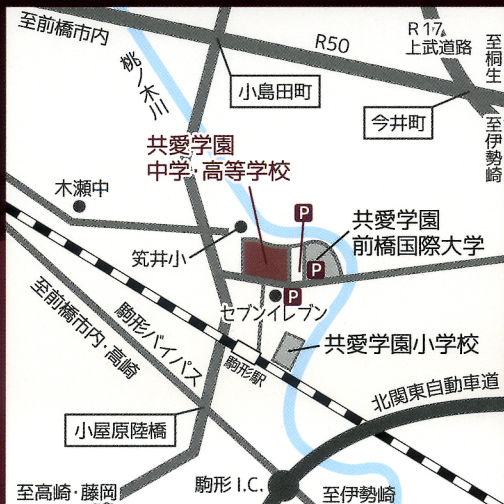 至前橋市内
R50
R17
上武道路
至桐生
桃ノ木川
小島田町
今井町
至伊勢崎
共愛学園
中学・高等学校
木瀬中
P
共愛学園
前橋国際大学
笂井小
P
P
セブンイレブン
至前橋市内・高崎
駒形バイパス
駒形駅
共愛学園小学校
北関東自動車道
小屋原陸橋
至高崎・藤岡
駒形 I.C.
至伊勢崎